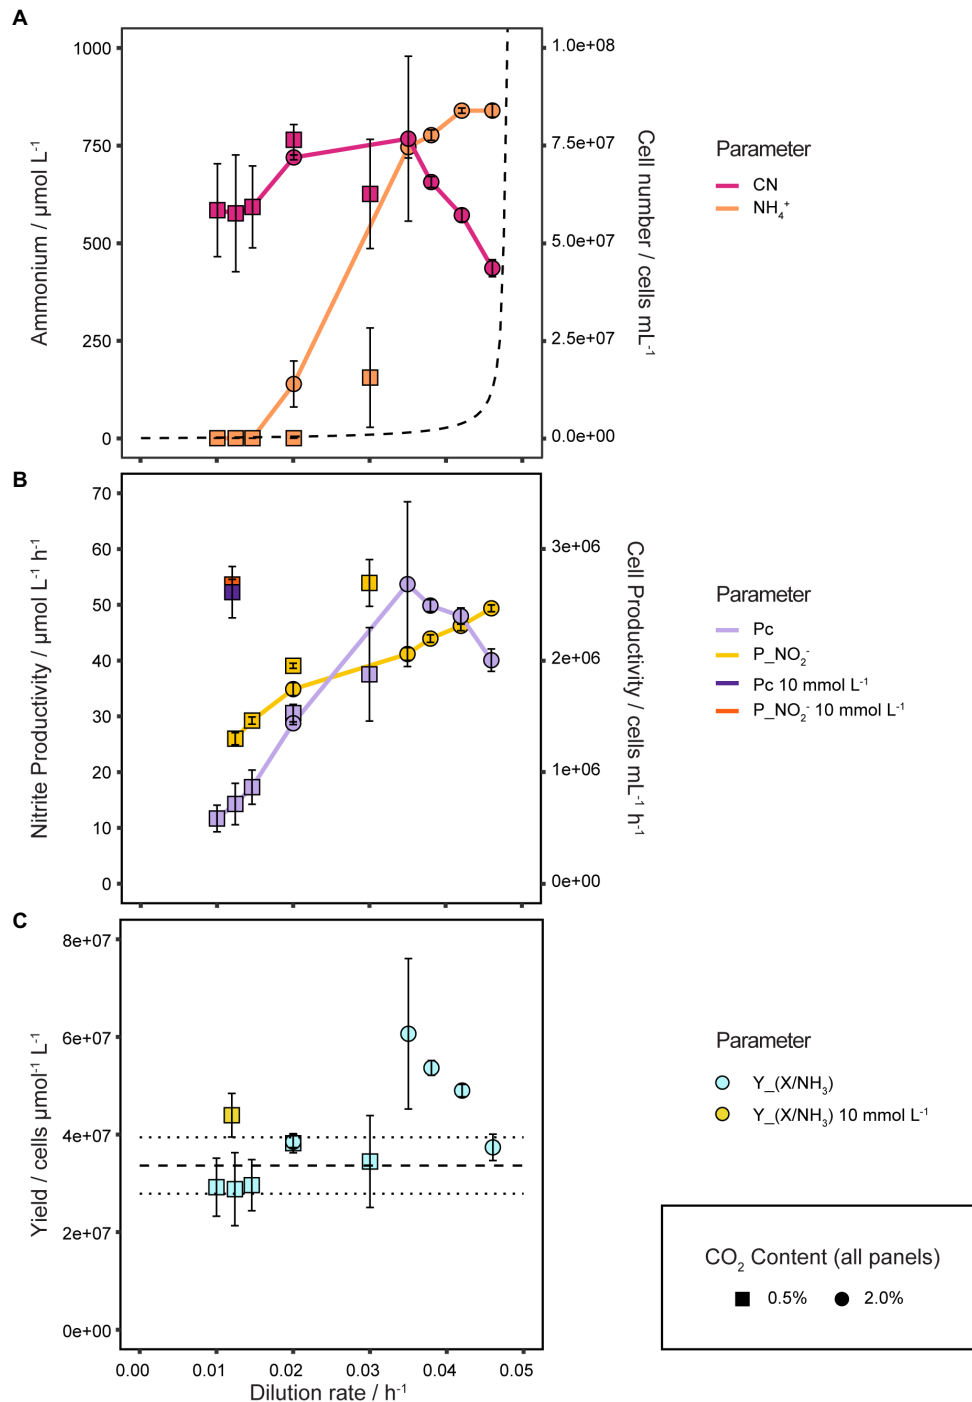 A
1000
750
500
250
0
Ammonium / µmol L⁻¹
1.0e+08
7.5e+07
5.0e+07
2.5e+07
0.0e+00
Cell number / cells mL⁻¹
Parameter
CN
NH₄⁺
B
70
60
50
40
30
20
10
0
Nitrite Productivity / µmol L⁻¹ h⁻¹
3e+06
2e+06
1e+06
0e+00
Cell Productivity / cells mL⁻¹ h⁻¹
Parameter
Pc
P_NO₂⁻
Pc 10 mmol L⁻¹
P_NO₂⁻ 10 mmol L⁻¹
C
8e+07
6e+07
4e+07
2e+07
0e+00
Yield / cells µmol⁻¹ L⁻¹
0.00 0.01 0.02 0.03 0.04 0.05
Dilution rate / h⁻¹
Parameter
Y_(X/NH₃)
Y_(X/NH₃) 10 mmol L⁻¹
CO₂ Content (all panels)
0.5% 2.0%